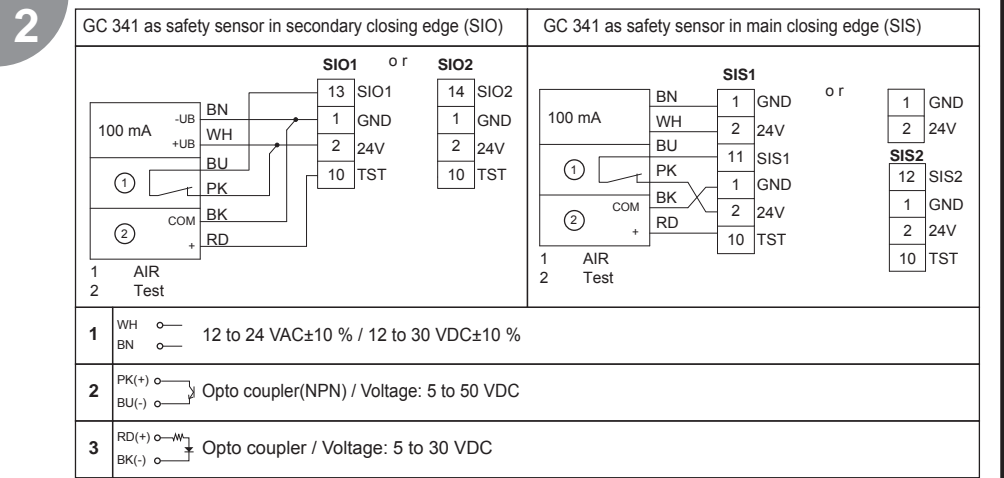 2
GC 341 as safety sensor in secondary closing edge (SIO)
SIO1 or SIO2
13 SIO1 14 SIO2
BN 1 GND 1 GND
-UB
100 mA
WH
+UB 2 24V 2 24V
BU
10 TST 10 TST
1
PK
BK
COM
2
RD
+
1 AIR
2 Test
GC 341 as safety sensor in main closing edge (SIS)
SIS1
or
BN 1 GND 1 GND
100 mA
WH 2 24V 2 24V
BU 11 SIS1 SIS2
1
PK 1 GND 12 SIS2
BK 2 24V 1 GND
COM
2
RD 10 TST 2 24V
+
10 TST
1 AIR
2 Test
1 WH BN 12 to 24 VAC±10 % / 12 to 30 VDC±10 %
2 PK(+) BU(-) Opto coupler(NPN) / Voltage: 5 to 50 VDC
3 RD(+) BK(-) Opto coupler / Voltage: 5 to 30 VDC